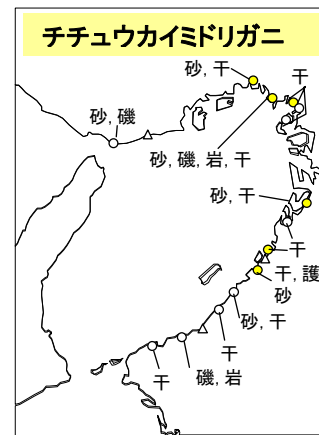 チチュウカイミドリガニ
砂, 干
干
砂, 磯
砂, 磯, 岩, 干
砂, 干
干
干, 護
砂
砂, 干
干
磯, 岩
干